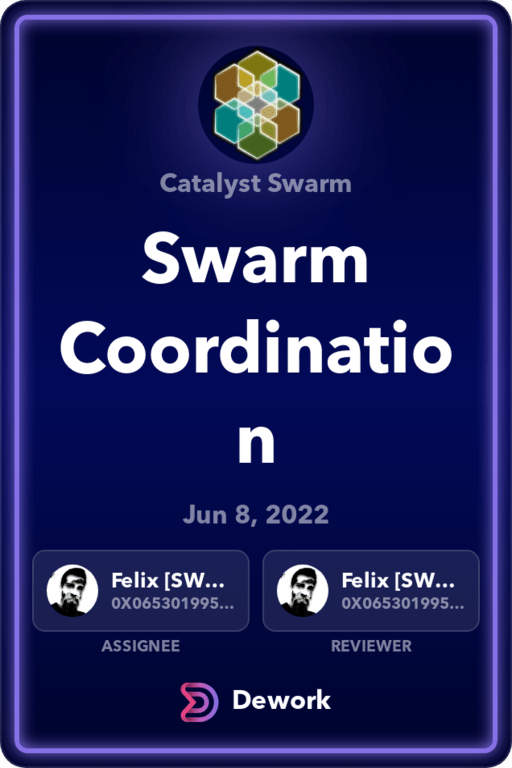 Catalyst Swarm
Swarm
Coordinatio
n
Jun 8, 2022
Felix [SW...
0X065301995...
Felix [SW...
0X065301995...
ASSIGNEE
REVIEWER
Dework